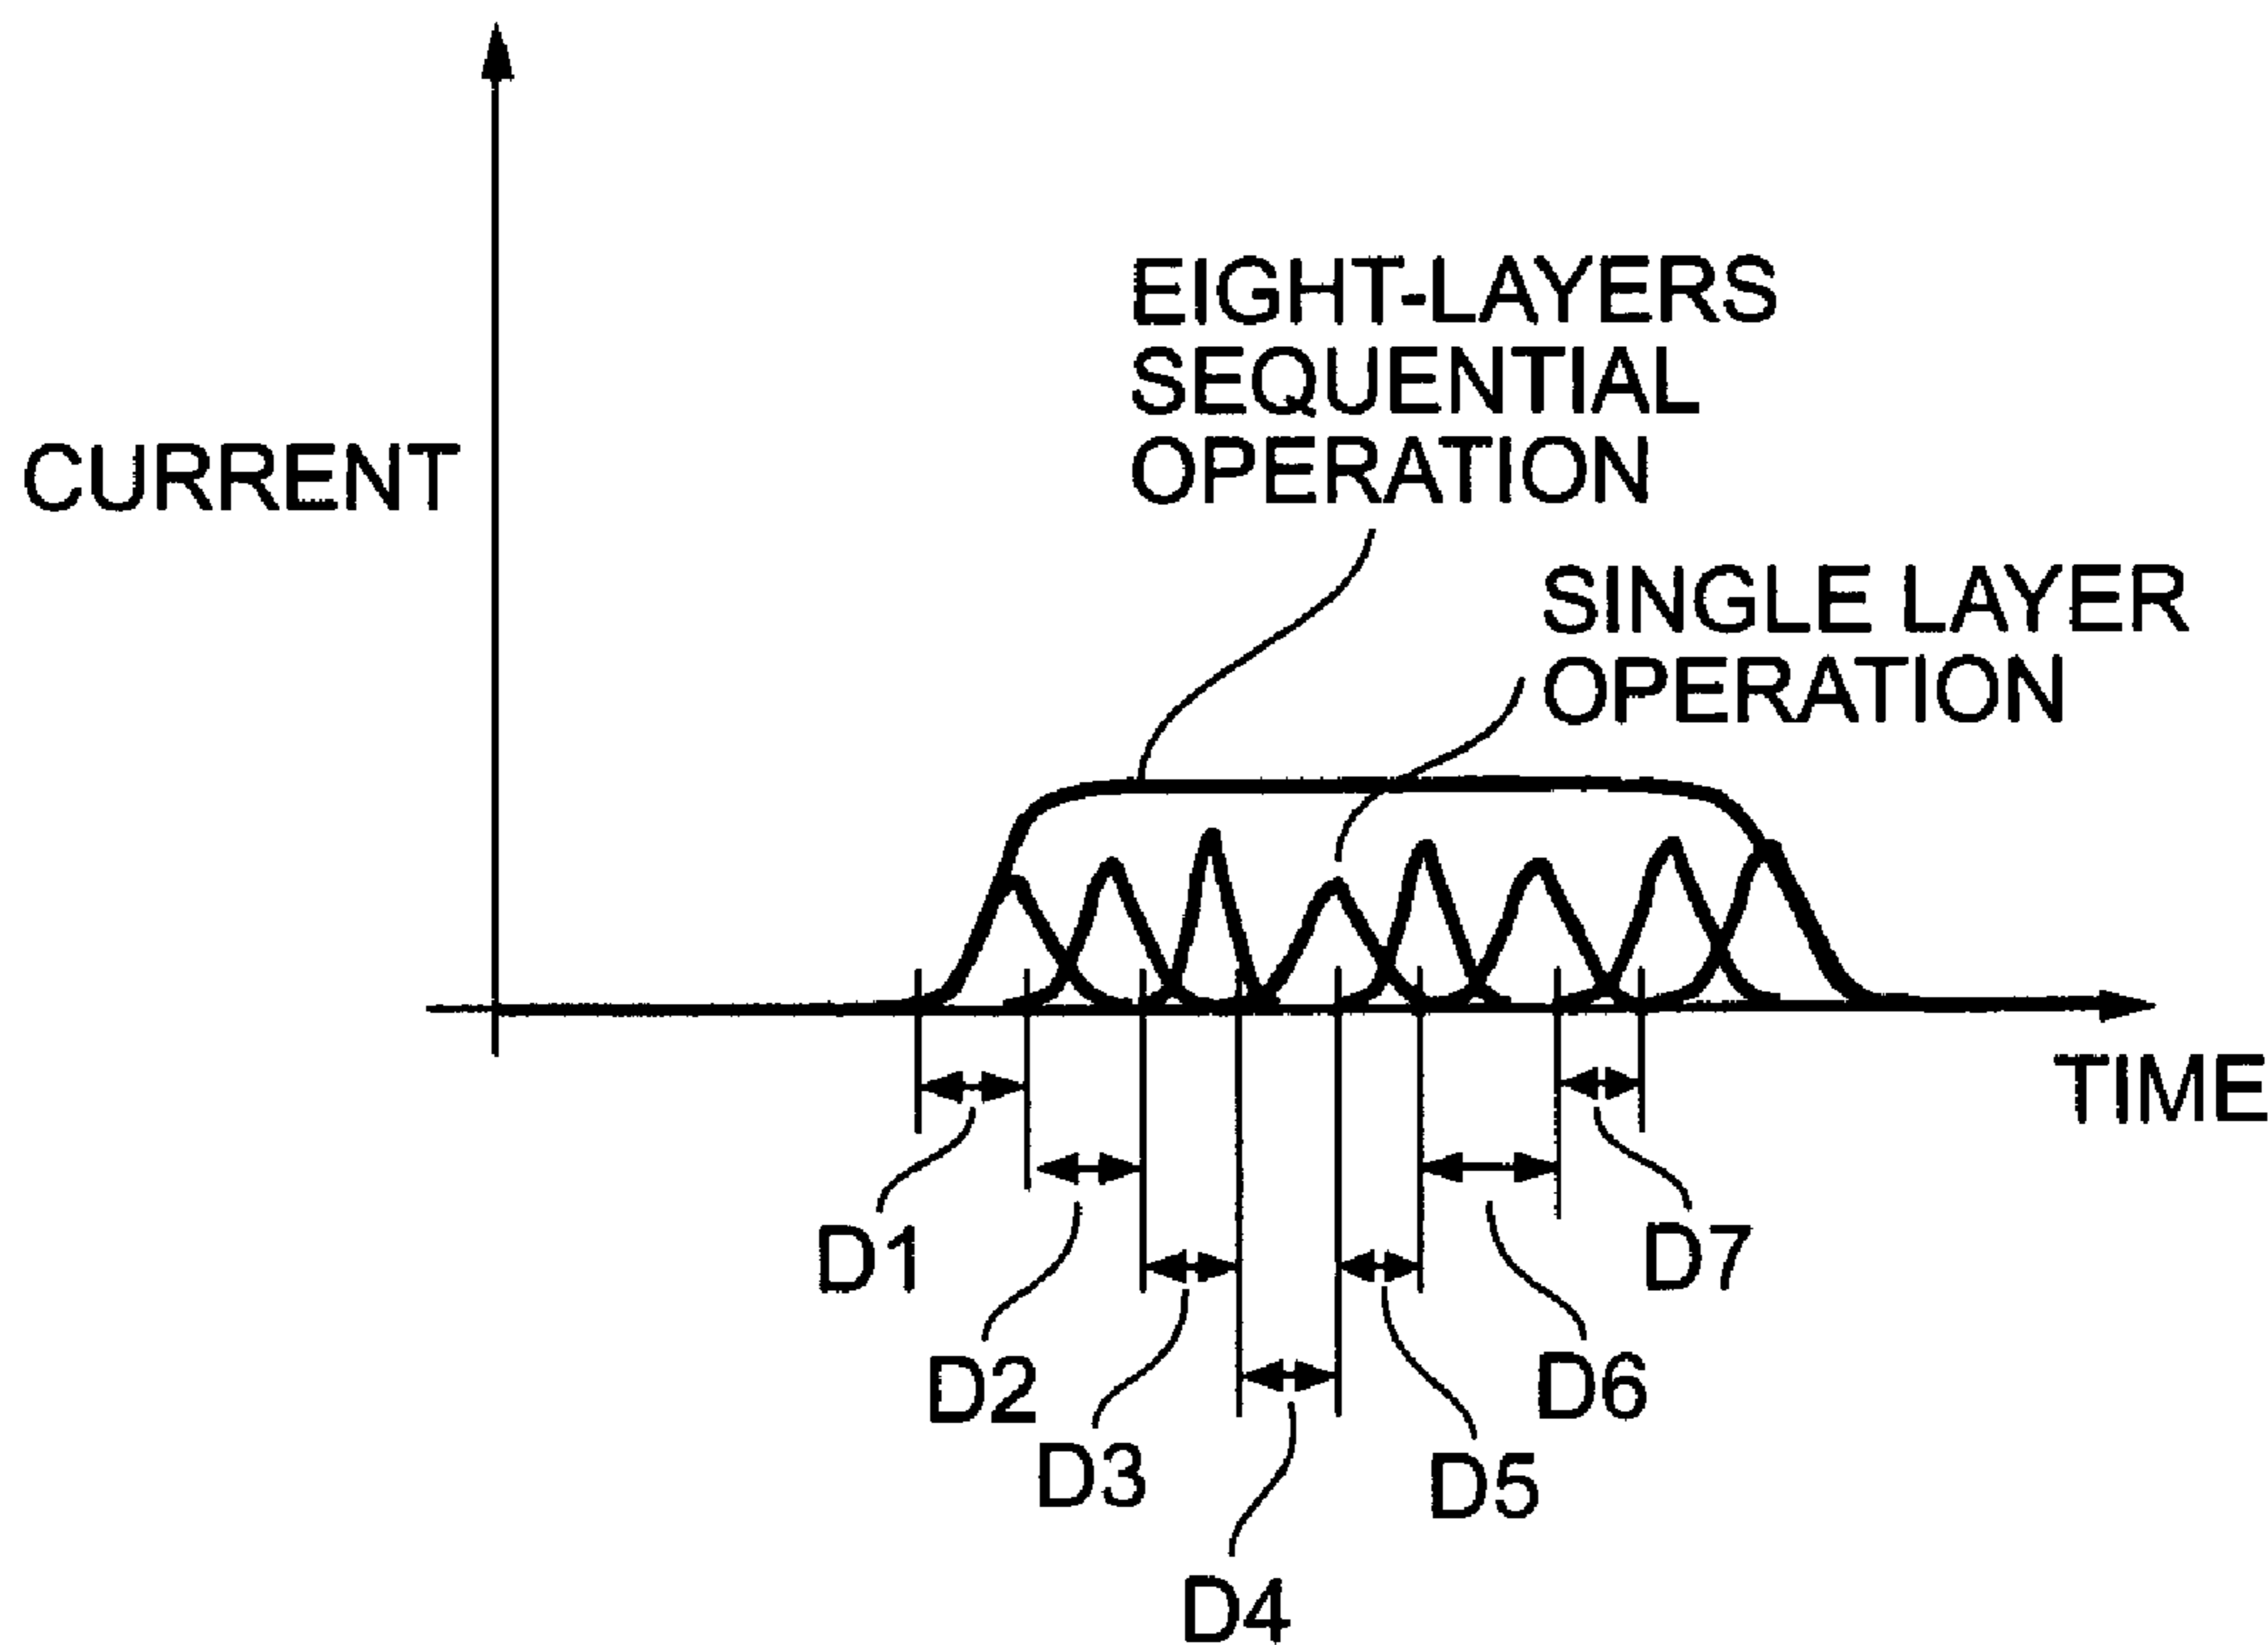 EIGHT-LAYERS
SEQUENTIAL
OPERATION
CURRENT
SINGLE LAYER
OPERATION
TIME
D1
D7
D2
D6
D3
D5
D4